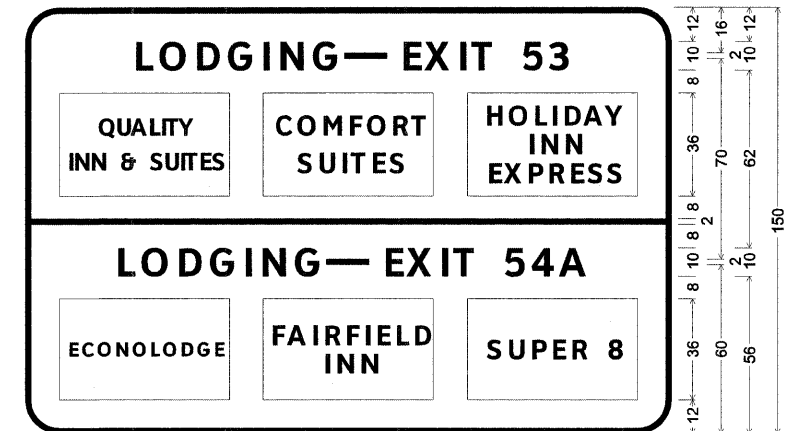 LODGING—EXIT 53
QUALITY
INN & SUITES
COMFORT
SUITES
HOLIDAY
INN
EXPRESS
LODGING—EXIT 54A
ECONOLODGE
FAIRFIELD
INN
SUPER 8
12
10
8
36
8
2
8
10
8
36
12
16
70
60
12
2
10
62
2
10
56
150